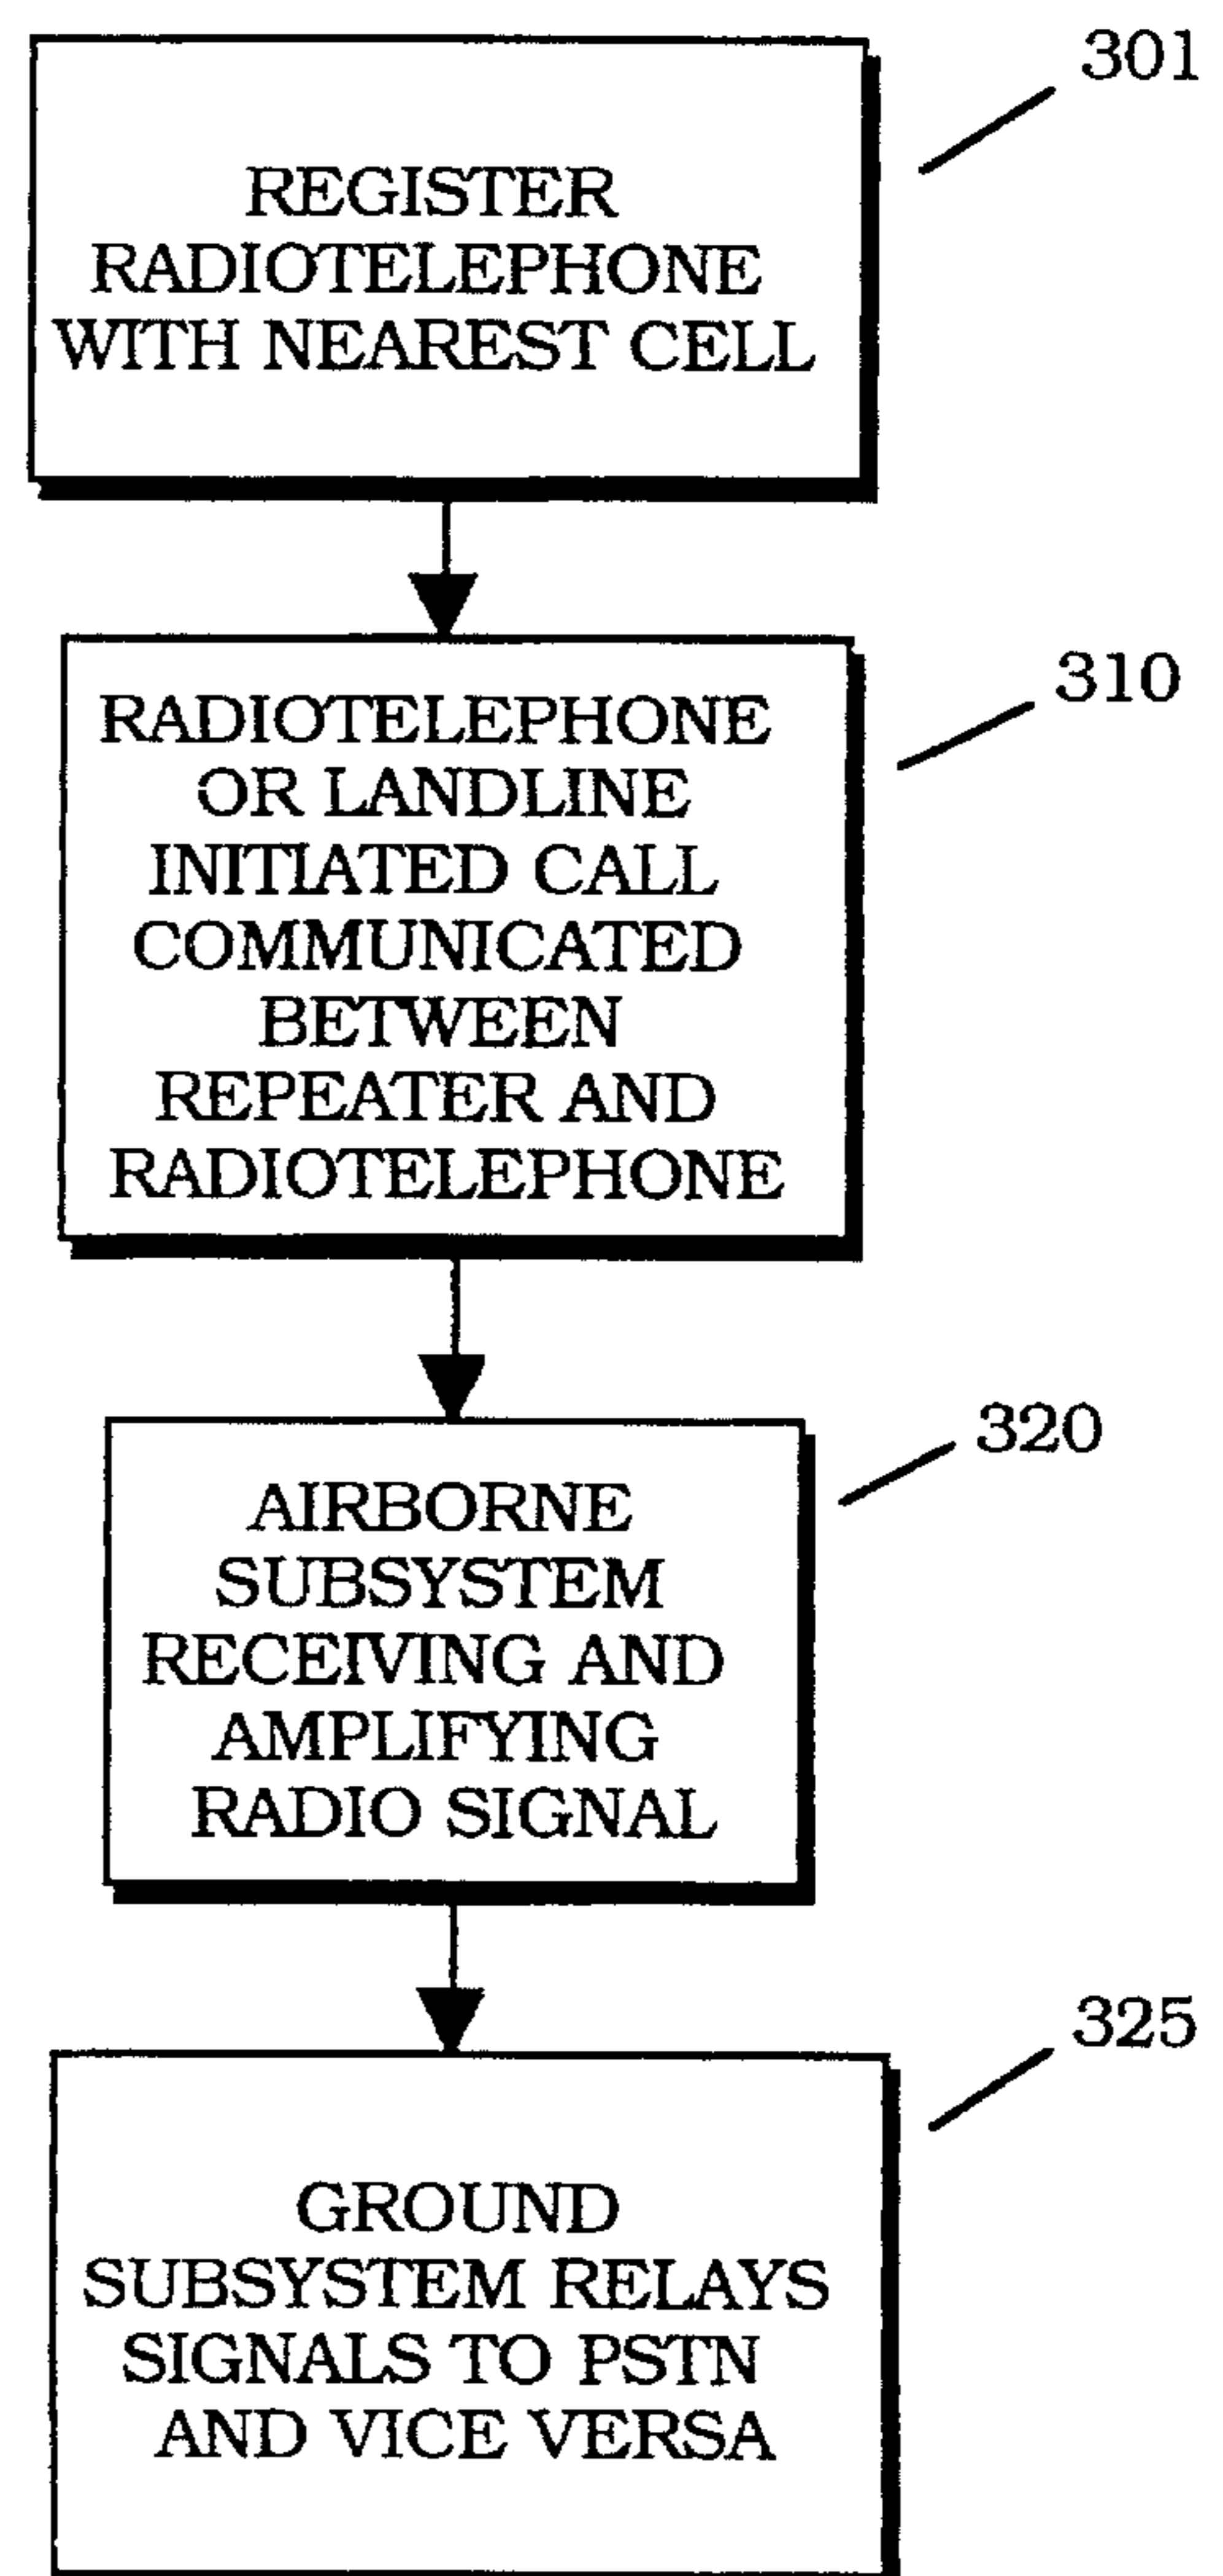 301
REGISTER
RADIOTELEPHONE
WITH NEAREST CELL
310
RADIOTELEPHONE
OR LANDLINE
INITIATED CALL
COMMUNICATED
BETWEEN
REPEATER AND
RADIOTELEPHONE
320
AIRBORNE
SUBSYSTEM
RECEIVING AND
AMPLIFYING
RADIO SIGNAL
325
GROUND
SUBSYSTEM RELAYS
SIGNALS TO PSTN
AND VICE VERSA